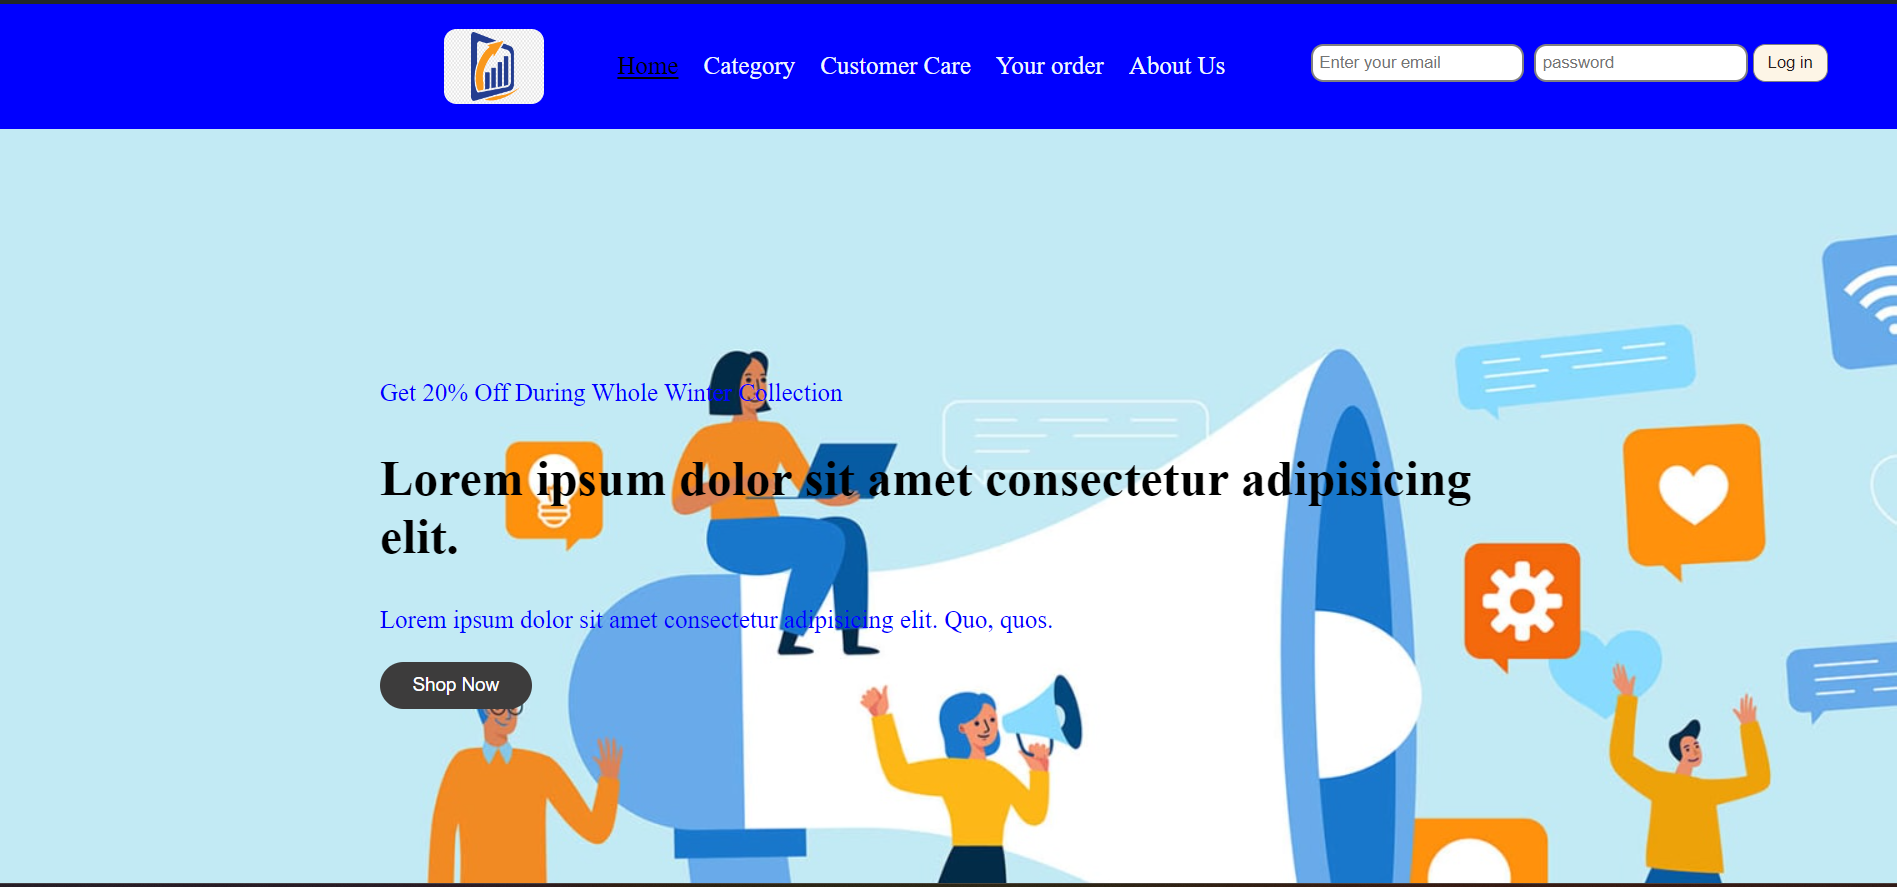 Home Category Customer Care Your order About Us Enter your email password Log in
Get 20% Off During Whole Winter Collection
Lorem ipsum dolor sit amet consectetur adipisicing
elit.
Lorem ipsum dolor sit amet consectetur adipisicing elit. Quo, quos.
Shop Now